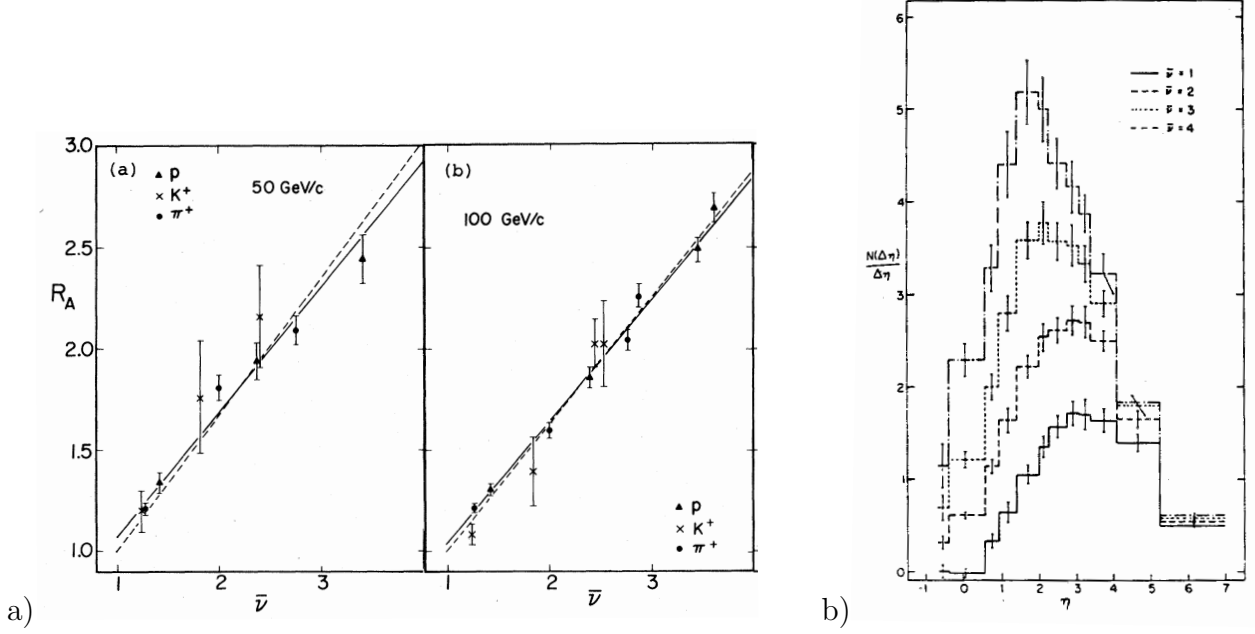 3.0
2.5
2.0
1.5
1.0
R_A
(a)
▲ p
× K⁺
● π⁺
50 GeV/c
1 2 3
ν̄
(b)
100 GeV/c
▲ p
× K⁺
● π⁺
1 2 3
ν̄
a)
6
5
4
3
2
1
0
N(Δη)
Δη
ν̄ = 1
ν̄ = 2
ν̄ = 3
ν̄ = 4
-1 0 1 2 3 4 5 6 7
η
b)